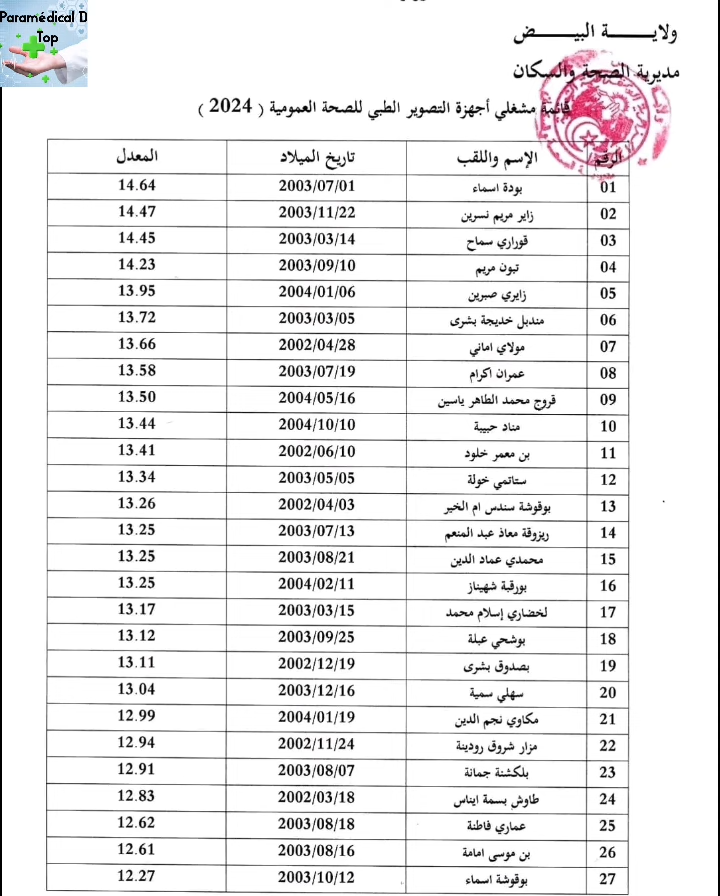 Paramédical D
Top
ولايـــــة البيـــــض
مديرية الصحة والسكان
قائمة مشغلي أجهزة التصوير الطبي للصحة العمومية ( 2024 )
الرقم الإسم واللقب تاريخ الميلاد المعدل
01 بودة اسماء 2003/07/01 14.64
02 زاير مريم نسرين 2003/11/22 14.47
03 قوراري سماح 2003/03/14 14.45
04 تبون مريم 2003/09/10 14.23
05 زايري صبرين 2004/01/06 13.95
06 منديل خديجة بشرى 2003/03/05 13.72
07 مولاي اماني 2002/04/28 13.66
08 عمران اكرام 2003/07/19 13.58
09 قروج محمد الطاهر ياسين 2004/05/16 13.50
10 مناد حبيبة 2004/10/10 13.44
11 بن معمر خلود 2002/06/10 13.41
12 ستاتمي خولة 2003/05/05 13.34
13 بوقوشة سندس ام الخير 2002/04/03 13.26
14 ريزوقة معاذ عبد المنعم 2003/07/13 13.25
15 محمدي عماد الدين 2003/08/21 13.25
16 بورقبة شهيناز 2004/02/11 13.25
17 لخضاري إسلام محمد 2003/03/15 13.17
18 بوشحي عبلة 2003/09/25 13.12
19 بصدوق بشرى 2002/12/19 13.11
20 سهلي سمية 2003/12/16 13.04
21 مكاوي نجم الدين 2004/01/19 12.99
22 مزار شروق رودينة 2002/11/24 12.94
23 بلكشنة جمانة 2003/08/07 12.91
24 طاوش بسمة ايناس 2002/03/18 12.83
25 عماري فاطنة 2003/08/18 12.62
26 بن موسى امامة 2003/08/16 12.61
27 بوقوشة اسماء 2003/10/12 12.27